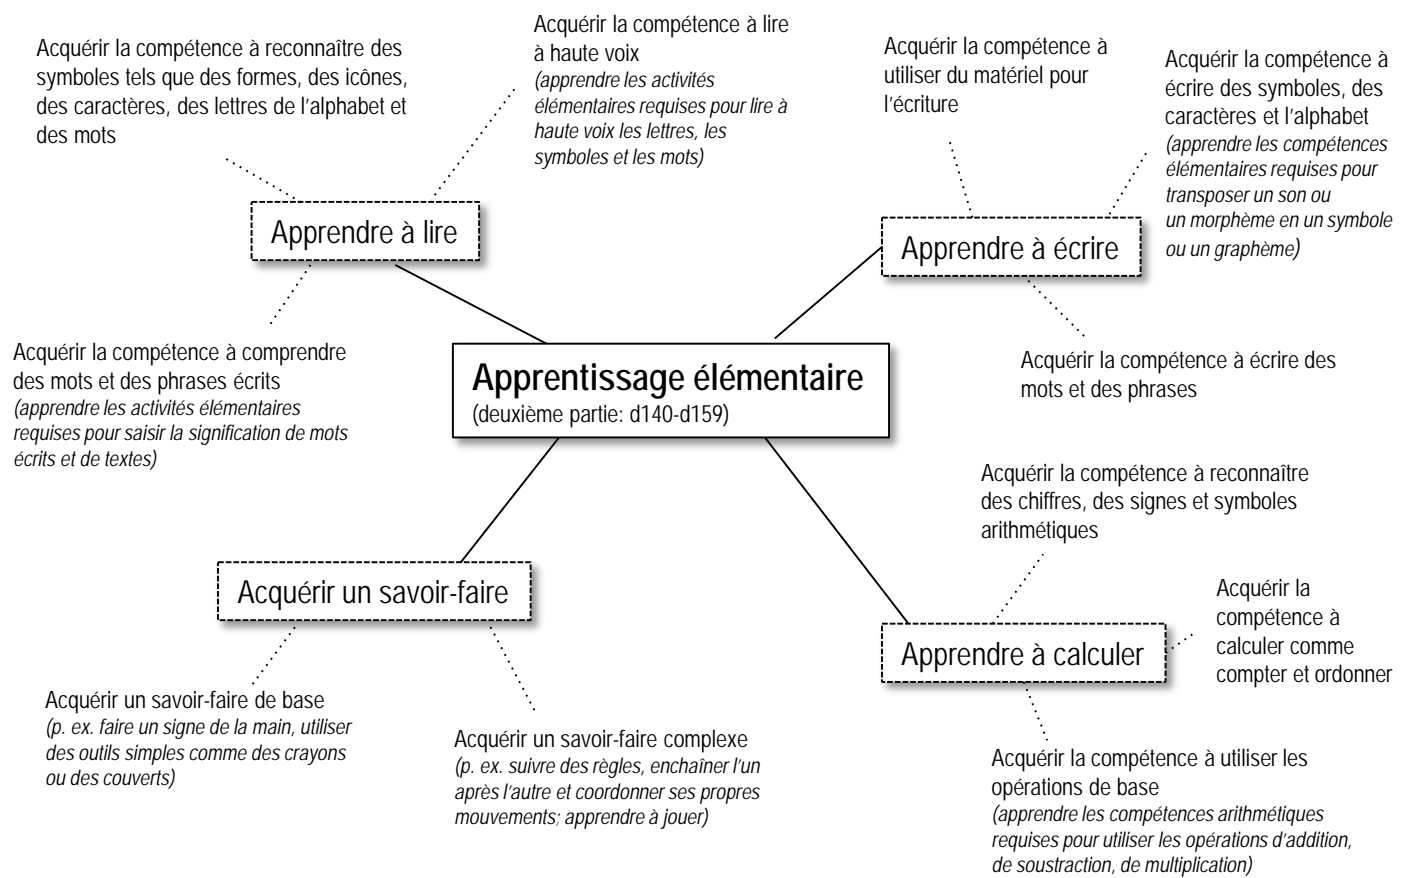 Acquérir la compétence à reconnaître des
symboles tels que des formes, des icônes,
des caractères, des lettres de l'alphabet et
des mots
Acquérir la compétence à lire
à haute voix
(apprendre les activités
élémentaires requises pour lire à
haute voix les lettres, les
symboles et les mots)
Acquérir la compétence à
utiliser du matériel pour
l'écriture
Acquérir la compétence à
écrire des symboles, des
caractères et l'alphabet
(apprendre les compétences
élémentaires requises pour
transposer un son ou
un morphème en un symbole
ou un graphème)
Apprendre à lire
Apprendre à écrire
Acquérir la compétence à comprendre
des mots et des phrases écrits
(apprendre les activités élémentaires
requises pour saisir la signification de mots
écrits et de textes)
Apprentissage élémentaire
(deuxième partie: d140-d159)
Acquérir la compétence à écrire des
mots et des phrases
Acquérir la compétence à reconnaître
des chiffres, des signes et symboles
arithmétiques
Acquérir un savoir-faire
Apprendre à calculer
Acquérir la
compétence à
calculer comme
compter et ordonner
Acquérir un savoir-faire de base
(p. ex. faire un signe de la main, utiliser
des outils simples comme des crayons
ou des couverts)
Acquérir un savoir-faire complexe
(p. ex. suivre des règles, enchaîner l'un
après l'autre et coordonner ses propres
mouvements; apprendre à jouer)
Acquérir la compétence à utiliser les
opérations de base
(apprendre les compétences arithmétiques
requises pour utiliser les opérations d'addition,
de soustraction, de multiplication)